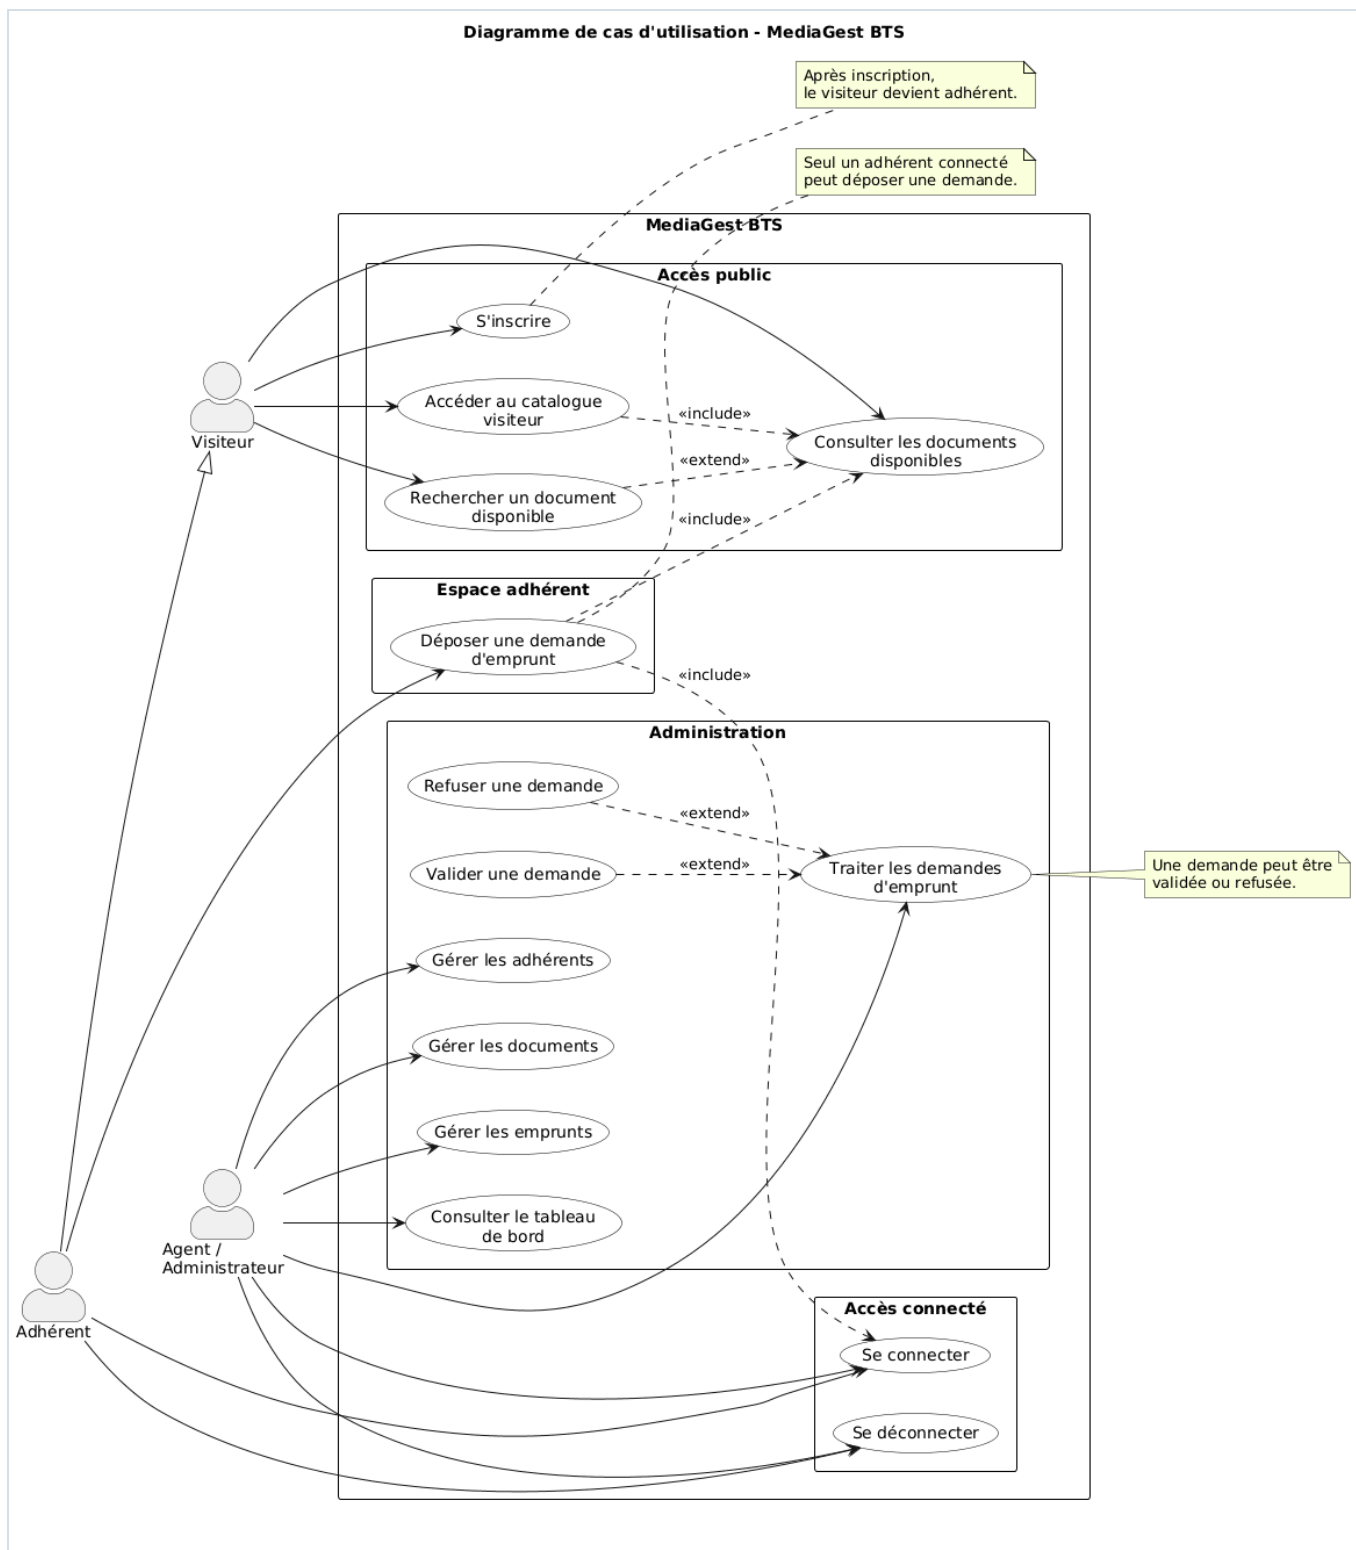 Diagramme de cas d'utilisation - MediaGest BTS
Après inscription,
le visiteur devient adhérent.
Seul un adhérent connecté
peut déposer une demande.
MediaGest BTS
Accès public
S'inscrire
Accéder au catalogue
visiteur
«include»
Consulter les documents
disponibles
Visiteur
«extend»
Rechercher un document
disponible
«include»
Espace adhérent
Déposer une demande
d'emprunt
«include»
Administration
Refuser une demande
«extend»
Valider une demande
«extend»
Traiter les demandes
d'emprunt
Une demande peut être
validée ou refusée.
Gérer les adhérents
Gérer les documents
Gérer les emprunts
Consulter le tableau
de bord
Agent /
Administrateur
Adhérent
Accès connecté
Se connecter
Se déconnecter